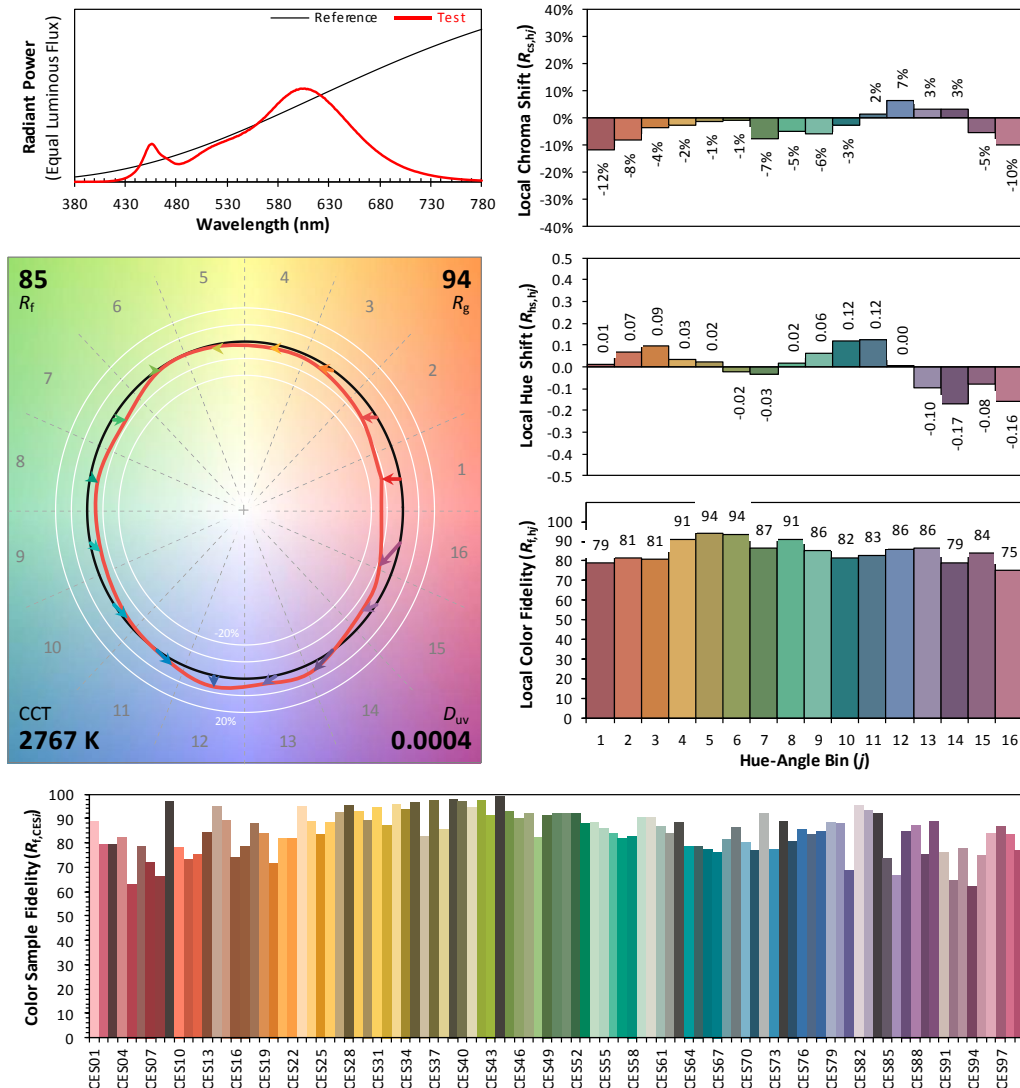 Radiant Power
(Equal Luminous Flux)
Reference
Test
380 430 480 530 580 630 680 730 780
Wavelength (nm)
Local Chroma Shift (Rcs,hj)
40%
30%
20%
10%
0%
-10%
-20%
-30%
-40%
-12% -8% -4% -2% -1% -1% -7% -5% -6% -3% 2% 7% 3% 3% -5% -10%
85
Rf
94
Rg
5 4
6 3
7 2
8 1
9 16
10 15
11 14
12 13
-20%
20%
CCT
2767 K
Duv
0.0004
Local Hue Shift (Rhs,hj)
0.5
0.4
0.3
0.2
0.1
0.0
-0.1
-0.2
-0.3
-0.4
-0.5
0.01 0.07 0.09 0.03 0.02 -0.02 -0.03 0.02 0.06 0.12 0.12 0.00 -0.10 -0.17 -0.08 -0.16
Local Color Fidelity (Rf,hj)
100
90
80
70
60
50
40
30
20
10
0
79 81 81 91 94 94 87 91 86 82 83 86 86 79 84 75
1 2 3 4 5 6 7 8 9 10 11 12 13 14 15 16
Hue-Angle Bin (j)
Color Sample Fidelity (Rf,cesi)
100
90
80
70
60
50
40
30
20
10
0
CES01 CES04 CES07 CES10 CES13 CES16 CES19 CES22 CES25 CES28 CES31 CES34 CES37 CES40 CES43 CES46 CES49 CES52 CES55 CES58 CES61 CES64 CES67 CES70 CES73 CES76 CES79 CES82 CES85 CES88 CES91 CES94 CES97